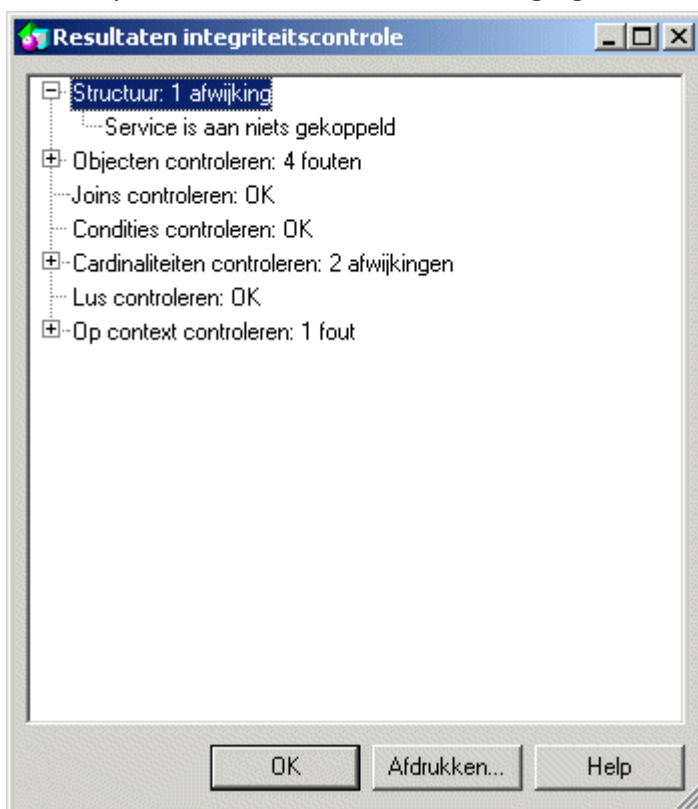 Resultaten integriteitscontrole
Structuur: 1 afwijking
Service is aan niets gekoppeld
Objecten controleren: 4 fouten
Joins controleren: OK
Condities controleren: OK
Cardinaliteiten controleren: 2 afwijkingen
Lus controleren: OK
Op context controleren: 1 fout
OK Afdrukken... Help